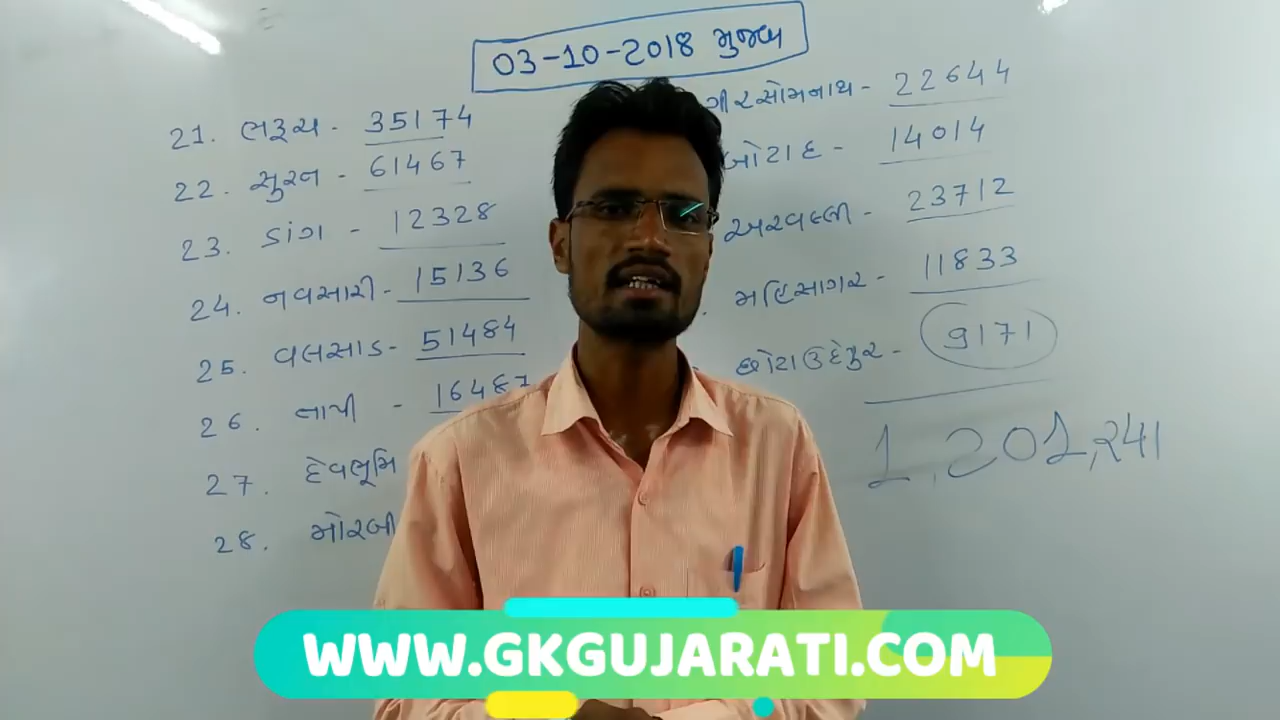 03-10-2018 મુજબ
21. ભરૂચ - 35174
22. સુરત - 61467
23. ડાંગ - 12328
24. નવસારી - 15136
25. વલસાડ - 51484
26. તાપી - 16487
27. દેવભૂમિ
28. મોરબી
ગીરસોમનાથ - 22644
બોટાદ - 14014
અરવલ્લી - 23712
મહિસાગર - 11833
છોટાઉદેપુર - 9171
1,201,241
WWW.GKGUJARATI.COM